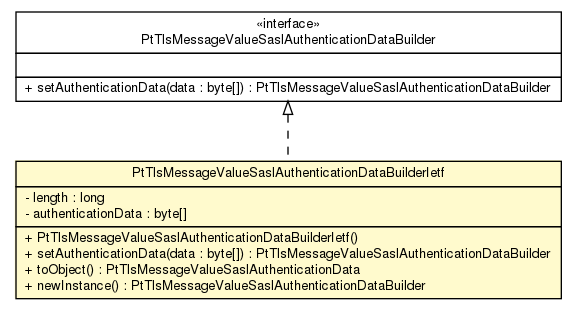 «interface»
PtTlsMessageValueSaslAuthenticationDataBuilder
+ setAuthenticationData(data : byte[]) : PtTlsMessageValueSaslAuthenticationDataBuilder
PtTlsMessageValueSaslAuthenticationDataBuilderIetf
- length : long
- authenticationData : byte[]
+ PtTlsMessageValueSaslAuthenticationDataBuilderIetf()
+ setAuthenticationData(data : byte[]) : PtTlsMessageValueSaslAuthenticationDataBuilder
+ toObject() : PtTlsMessageValueSaslAuthenticationData
+ newInstance() : PtTlsMessageValueSaslAuthenticationDataBuilder